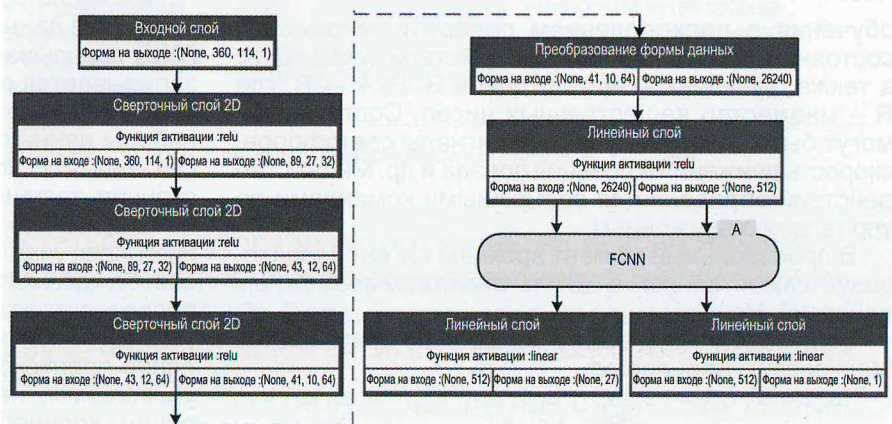 Входной слой
Форма на выходе :(None, 360, 114, 1)
Сверточный слой 2D
Функция активации :relu
Форма на входе :(None, 360, 114, 1) Форма на выходе :(None, 89, 27, 32)
Сверточный слой 2D
Функция активации :relu
Форма на входе :(None, 89, 27, 32) Форма на выходе :(None, 43, 12, 64)
Сверточный слой 2D
Функция активации :relu
Форма на входе :(None, 43, 12, 64) Форма на выходе :(None, 41, 10, 64)
Преобразование формы данных
Форма на входе :(None, 41, 10, 64) Форма на выходе :(None, 26240)
Линейный слой
Функция активации :relu
Форма на входе :(None, 26240) Форма на выходе :(None, 512)
A
FCNN
Линейный слой
Функция активации :linear
Форма на входе :(None, 512) Форма на выходе :(None, 27)
Линейный слой
Функция активации :linear
Форма на входе :(None, 512) Форма на выходе :(None, 1)